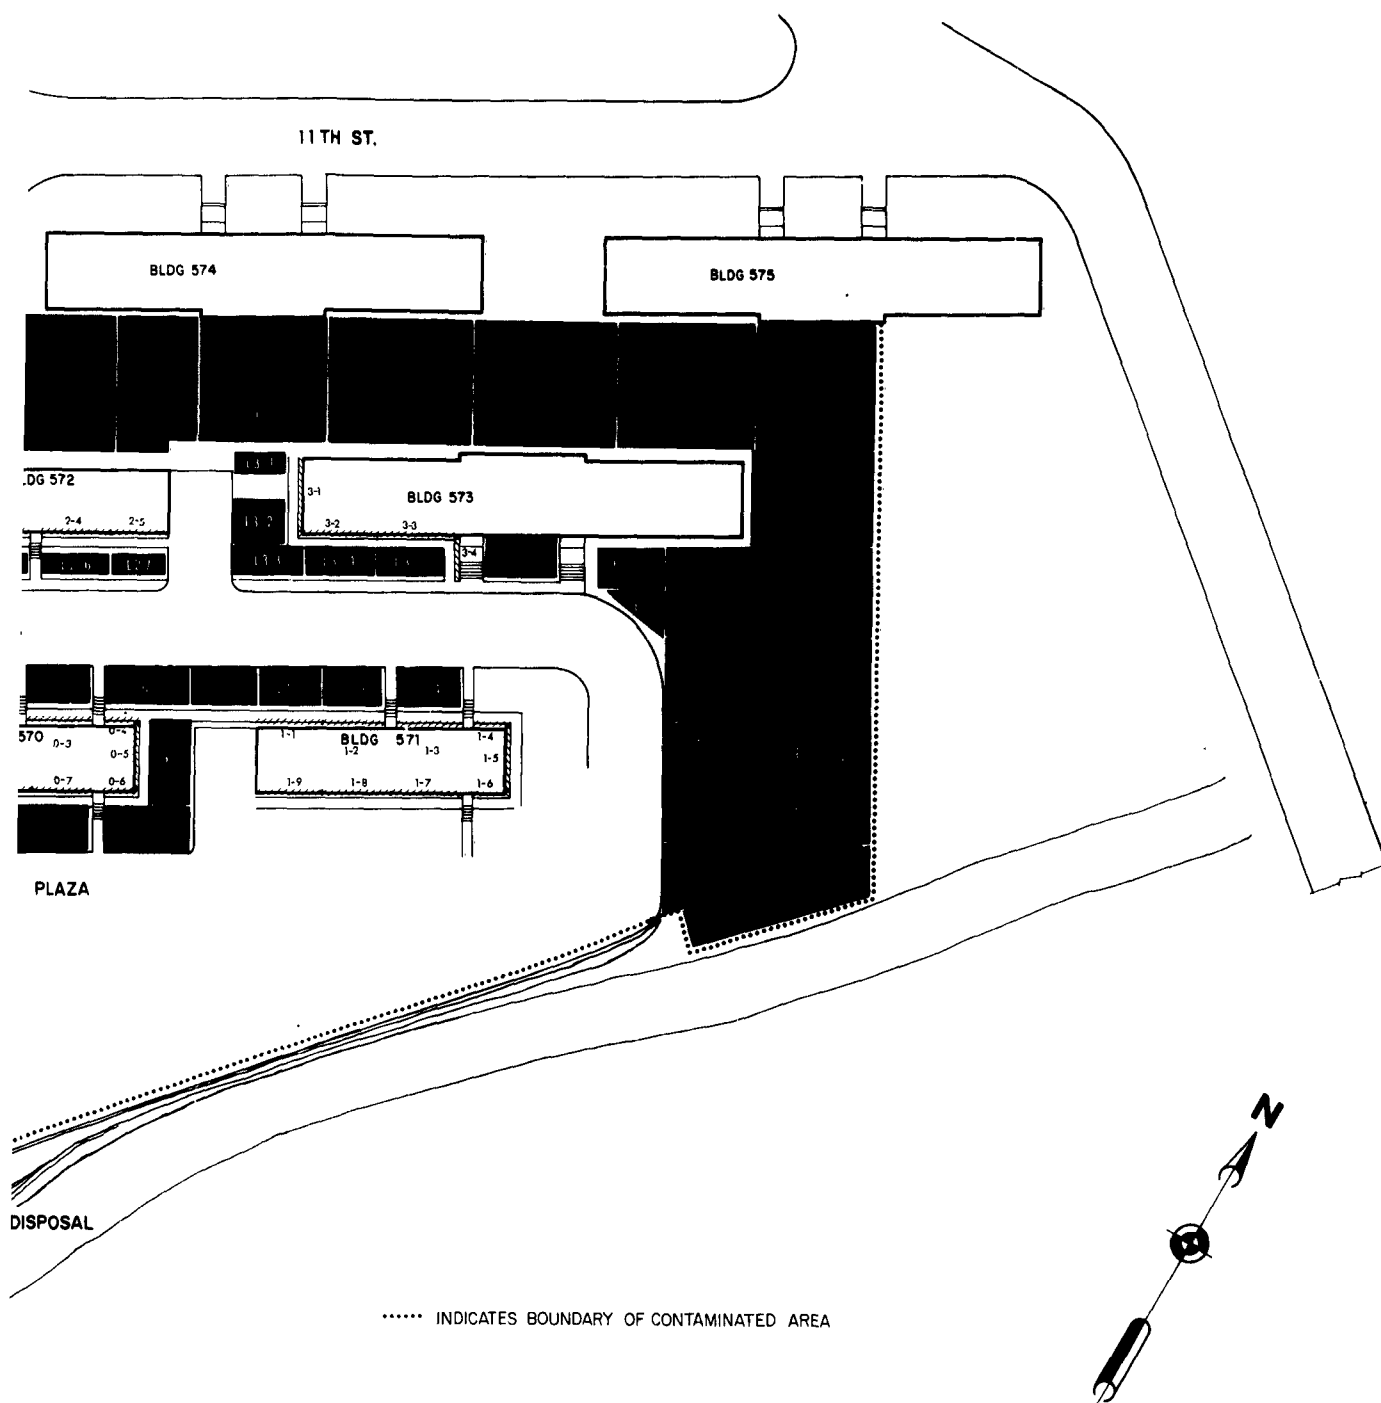 11TH ST.
BLDG 574
BLDG 575
.DG 572
2-4
2-5
3-1
BLDG 573
3-2
3-3
3-4
570
0-3
0-4
0-5
0-7
0-6
BLDG 571
1-1
1-2
1-3
1-4
1-5
1-9
1-8
1-7
1-6
PLAZA
N
DISPOSAL
INDICATES BOUNDARY OF CONTAMINATED AREA